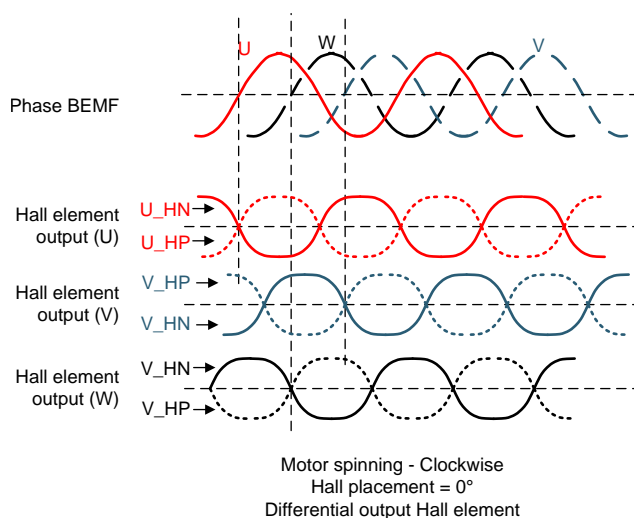 U
W
V
Phase BEMF
Hall element
output (U)
U_HN
U_HP
Hall element
output (V)
V_HP
V_HN
Hall element
output (W)
V_HN
V_HP
Motor spinning - Clockwise
Hall placement = 0°
Differential output Hall element